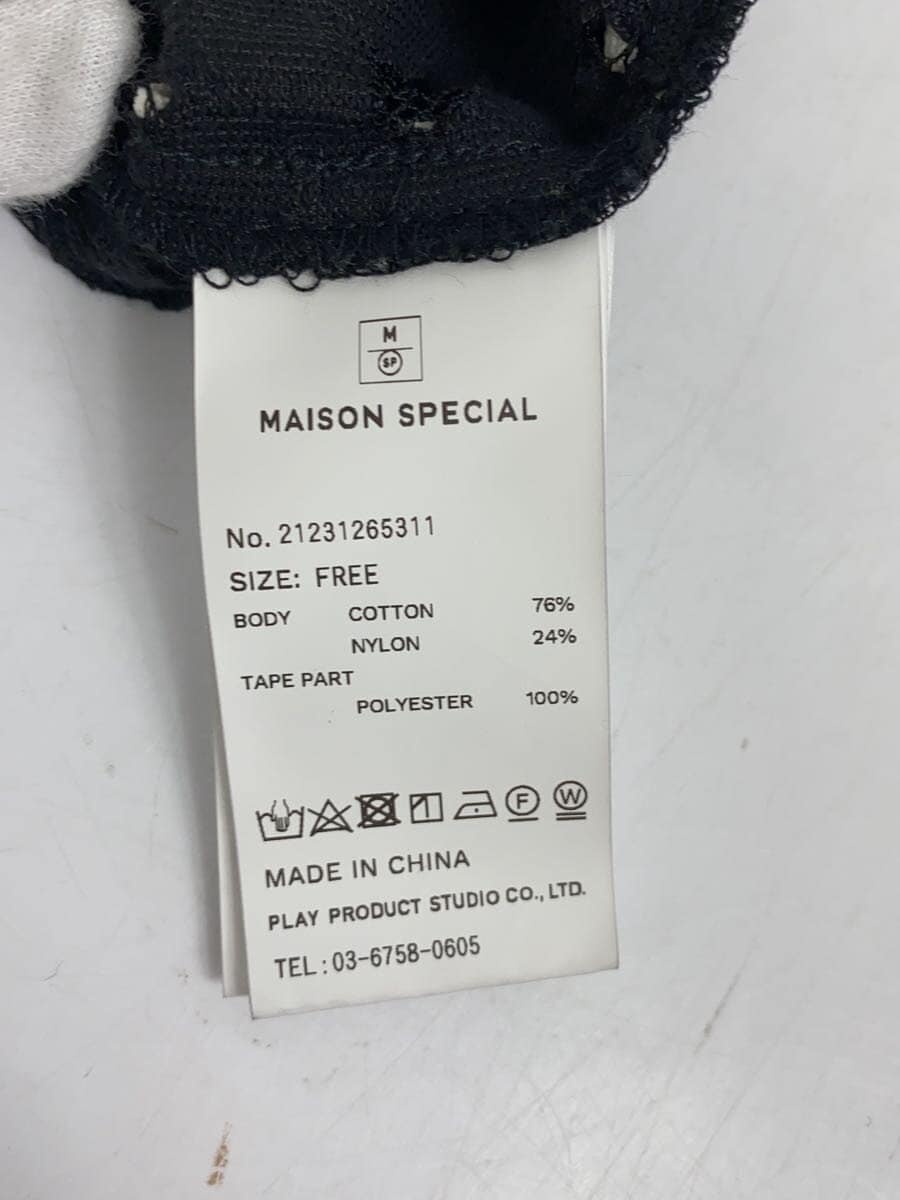 M
SP
MAISON SPECIAL
No. 21231265311
SIZE: FREE
BODY COTTON 76%
NYLON 24%
TAPE PART
POLYESTER 100%
F W
MADE IN CHINA
PLAY PRODUCT STUDIO CO., LTD.
TEL:03-6758-0605